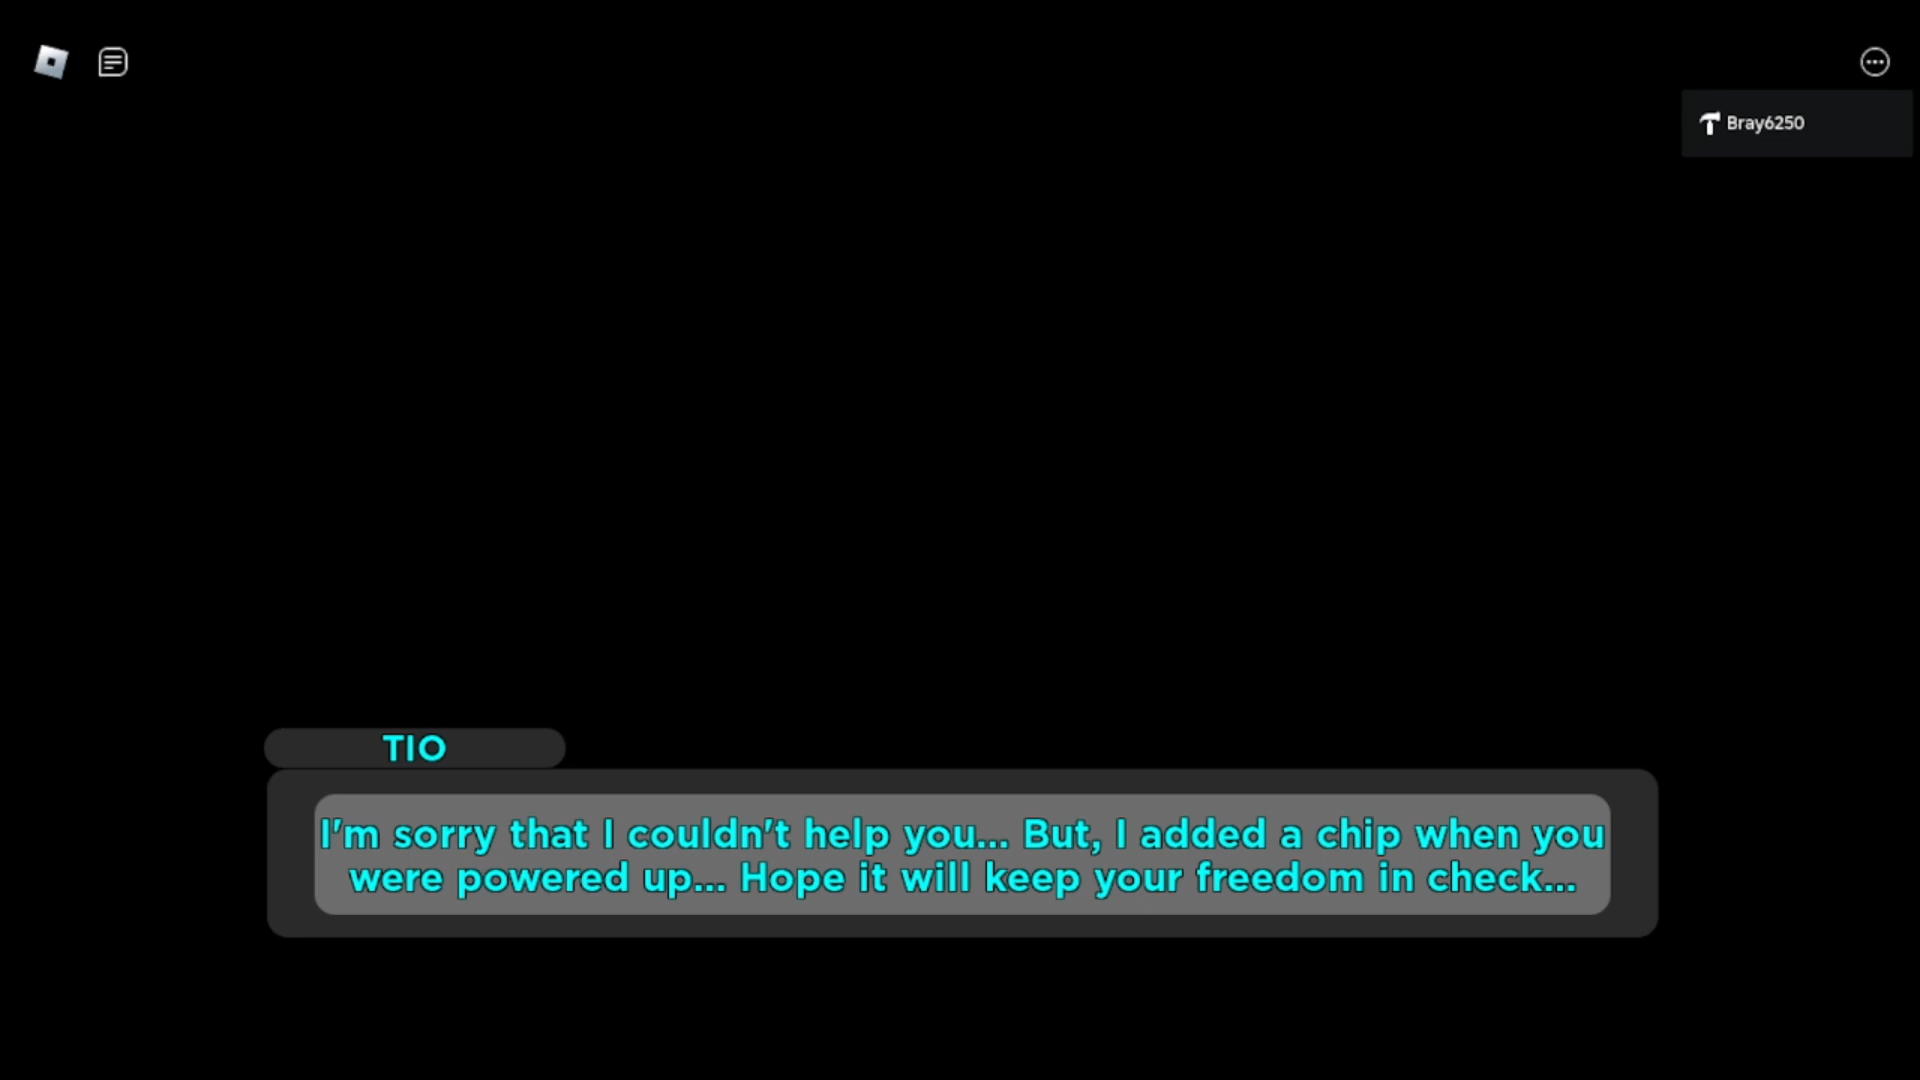 Bray6250
TIO
I'm sorry that I couldn't help you... But, I added a chip when you
were powered up... Hope it will keep your freedom in check...